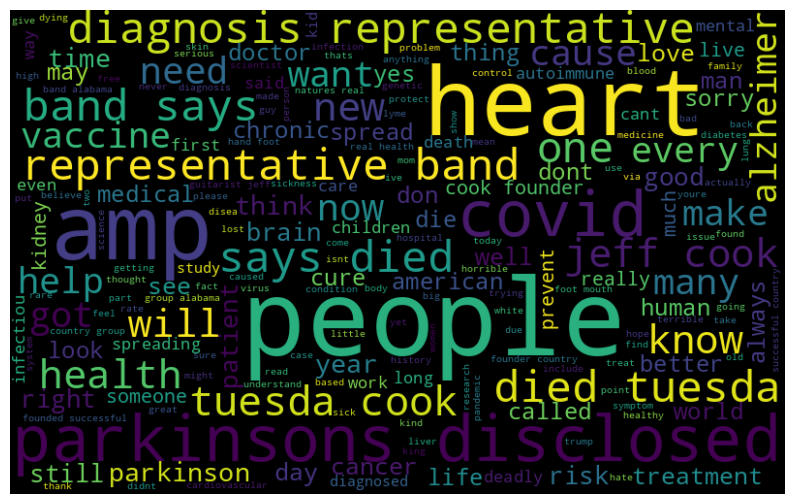 give dying diagnosis representative kid mental alzheimer
way time skin infection thats doctor problem thing cause love live
serious anything
may need scientist want yes control autoimmune blood family man
high free genetic
band alabama never diagnosis natures real heart
band says made new protect cant sorry
guy person lyme show bad back
vaccine first chronic spread death mean medicine diabetes
hand foot real health one every lung
representative band mom dont use via
even guitarist jeff sickness care cook founder good youre actually
put believe two medical please ive don
disea think now die covid much make
kidney amp lost children brain
science says died come hospital today well issue found jeff cook
getting isnt cure horrible
help see thought study fact caused american really prevent many
rare part virus condition body foot mouth always
country group group alabama big trying human going
got feel rate will patient white due hope terrible take know
infectiou system spreading people find
look sure case little yet founder country treat old better
might history include successful country
health year read research
understand based work long pandemic died tuesday
right someone sick tuesda cook point
founded successful great kind called symptom world healthy
parkinsons disclosed
liver trump
king
still parkinson day cancer life deadly risk hate treatment
thank didnt cardiovascular diagnosed